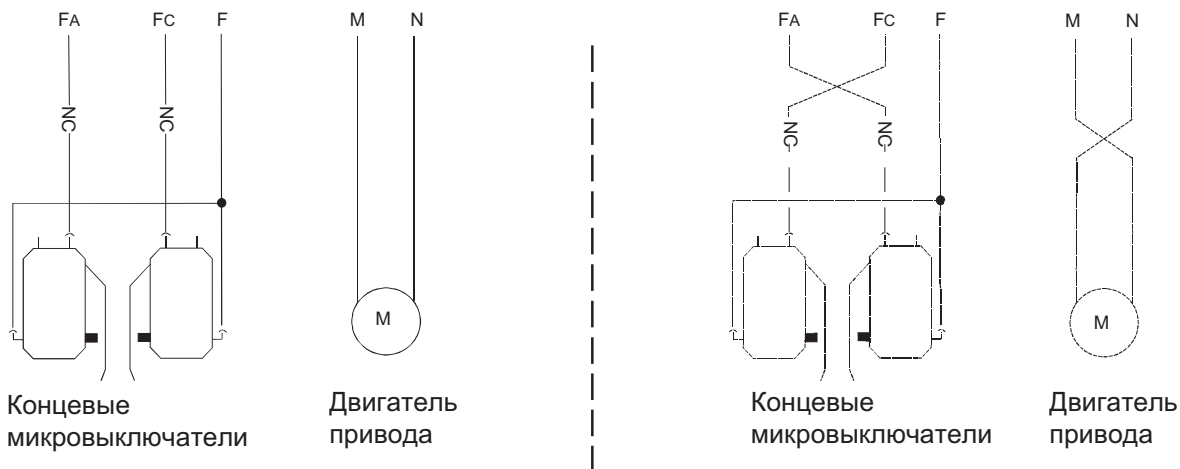 FA FC F M N FA FC F M N
NC NC NC NC
M M
Концевые Двигатель Концевые Двигатель
микровыключатели привода микровыключатели привода